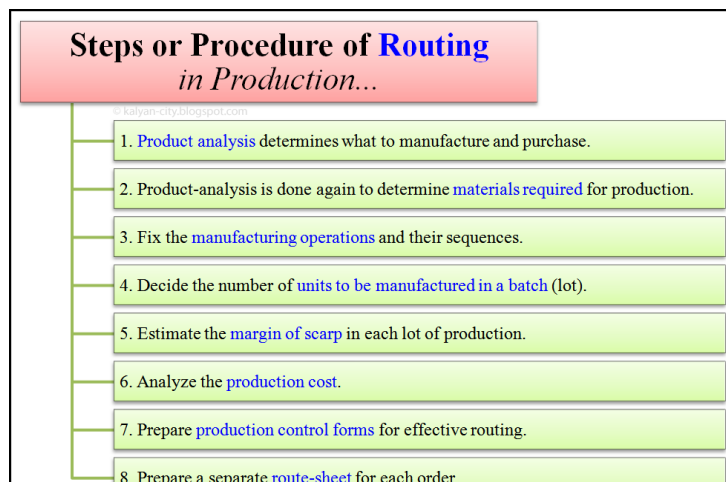 Steps or Procedure of Routing
in Production...
© kalyan-city.blogspot.com
1. Product analysis determines what to manufacture and purchase.
2. Product-analysis is done again to determine materials required for production.
3. Fix the manufacturing operations and their sequences.
4. Decide the number of units to be manufactured in a batch (lot).
5. Estimate the margin of scarp in each lot of production.
6. Analyze the production cost.
7. Prepare production control forms for effective routing.
8. Prepare a separate route-sheet for each order